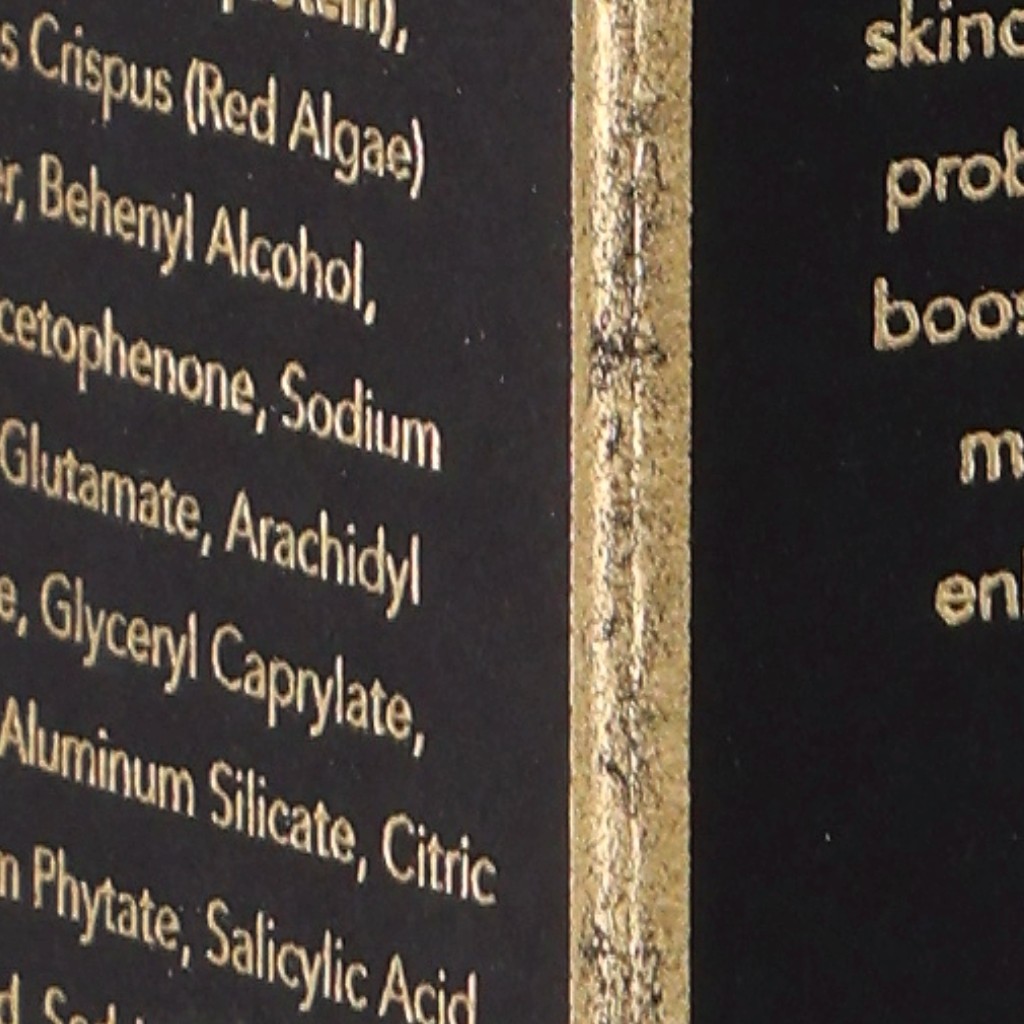 s Crispus (Red Algae)
r, Behenyl Alcohol,
cetophenone, Sodium
Glutamate, Arachidyl
e, Glyceryl Caprylate,
Aluminum Silicate, Citric
m Phytate, Salicylic Acid
skinc
prob
boos
m
enh